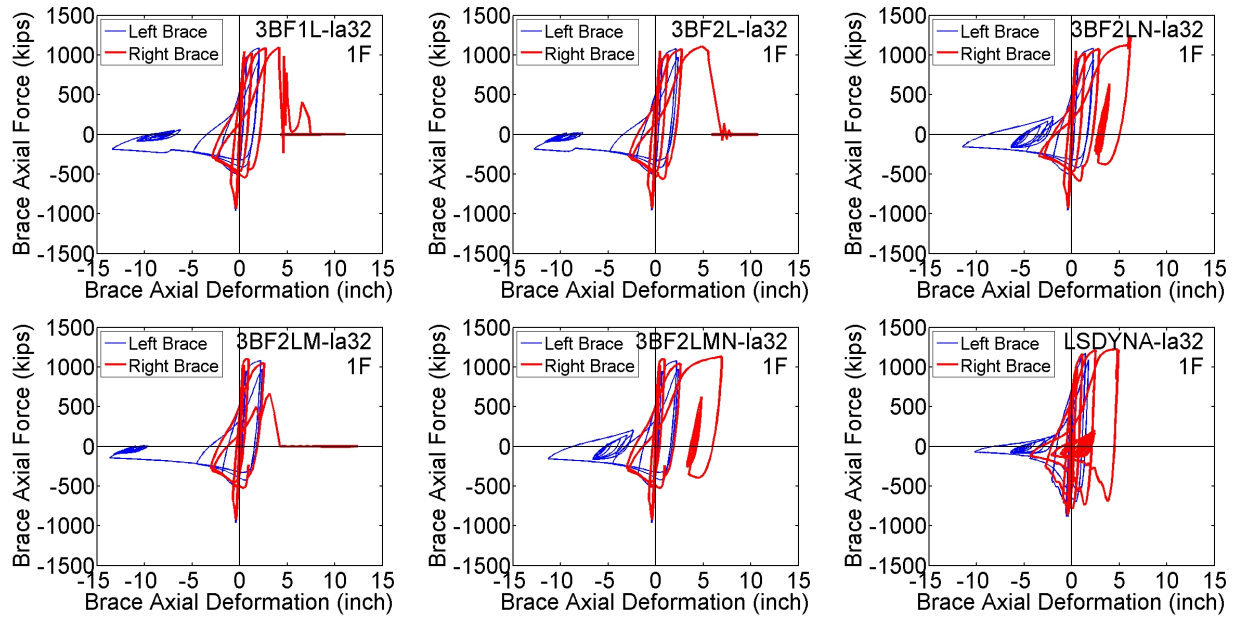 1500
1000
500
0
-500
-1000
-1500
-15
-10
-5
0
5
10
15
Brace Axial Force (kips)
Brace Axial Deformation (inch)
Left Brace
Right Brace
3BF1L-la32
1F
1500
1000
500
0
-500
-1000
-1500
-15
-10
-5
0
5
10
15
Brace Axial Force (kips)
Brace Axial Deformation (inch)
Left Brace
Right Brace
3BF2L-la32
1F
1500
1000
500
0
-500
-1000
-1500
-15
-10
-5
0
5
10
15
Brace Axial Force (kips)
Brace Axial Deformation (inch)
Left Brace
Right Brace
3BF2LN-la32
1F
1500
1000
500
0
-500
-1000
-1500
-15
-10
-5
0
5
10
15
Brace Axial Force (kips)
Brace Axial Deformation (inch)
Left Brace
Right Brace
3BF2LM-la32
1F
1500
1000
500
0
-500
-1000
-1500
-15
-10
-5
0
5
10
15
Brace Axial Force (kips)
Brace Axial Deformation (inch)
Left Brace
Right Brace
3BF2LMN-la32
1F
1500
1000
500
0
-500
-1000
-1500
-15
-10
-5
0
5
10
15
Brace Axial Force (kips)
Brace Axial Deformation (inch)
Left Brace
Right Brace
LSDYNA-la32
1F